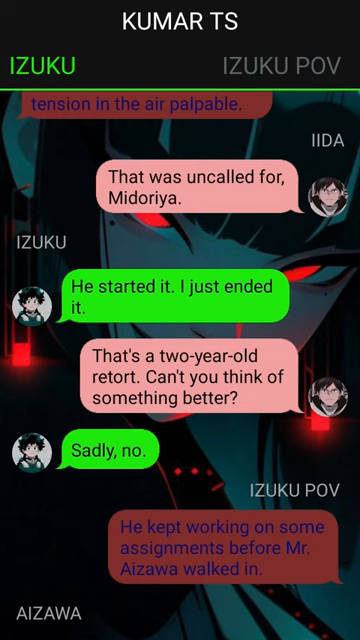 KUMAR TS
IZUKU
IZUKU POV
tension in the air palpable.
IIDA
That was uncalled for,
Midoriya.
IZUKU
He started it. I just ended
it.
That's a two-year-old
retort. Can't you think of
something better?
Sadly, no.
IZUKU POV
He kept working on some
assignments before Mr.
Aizawa walked in.
AIZAWA